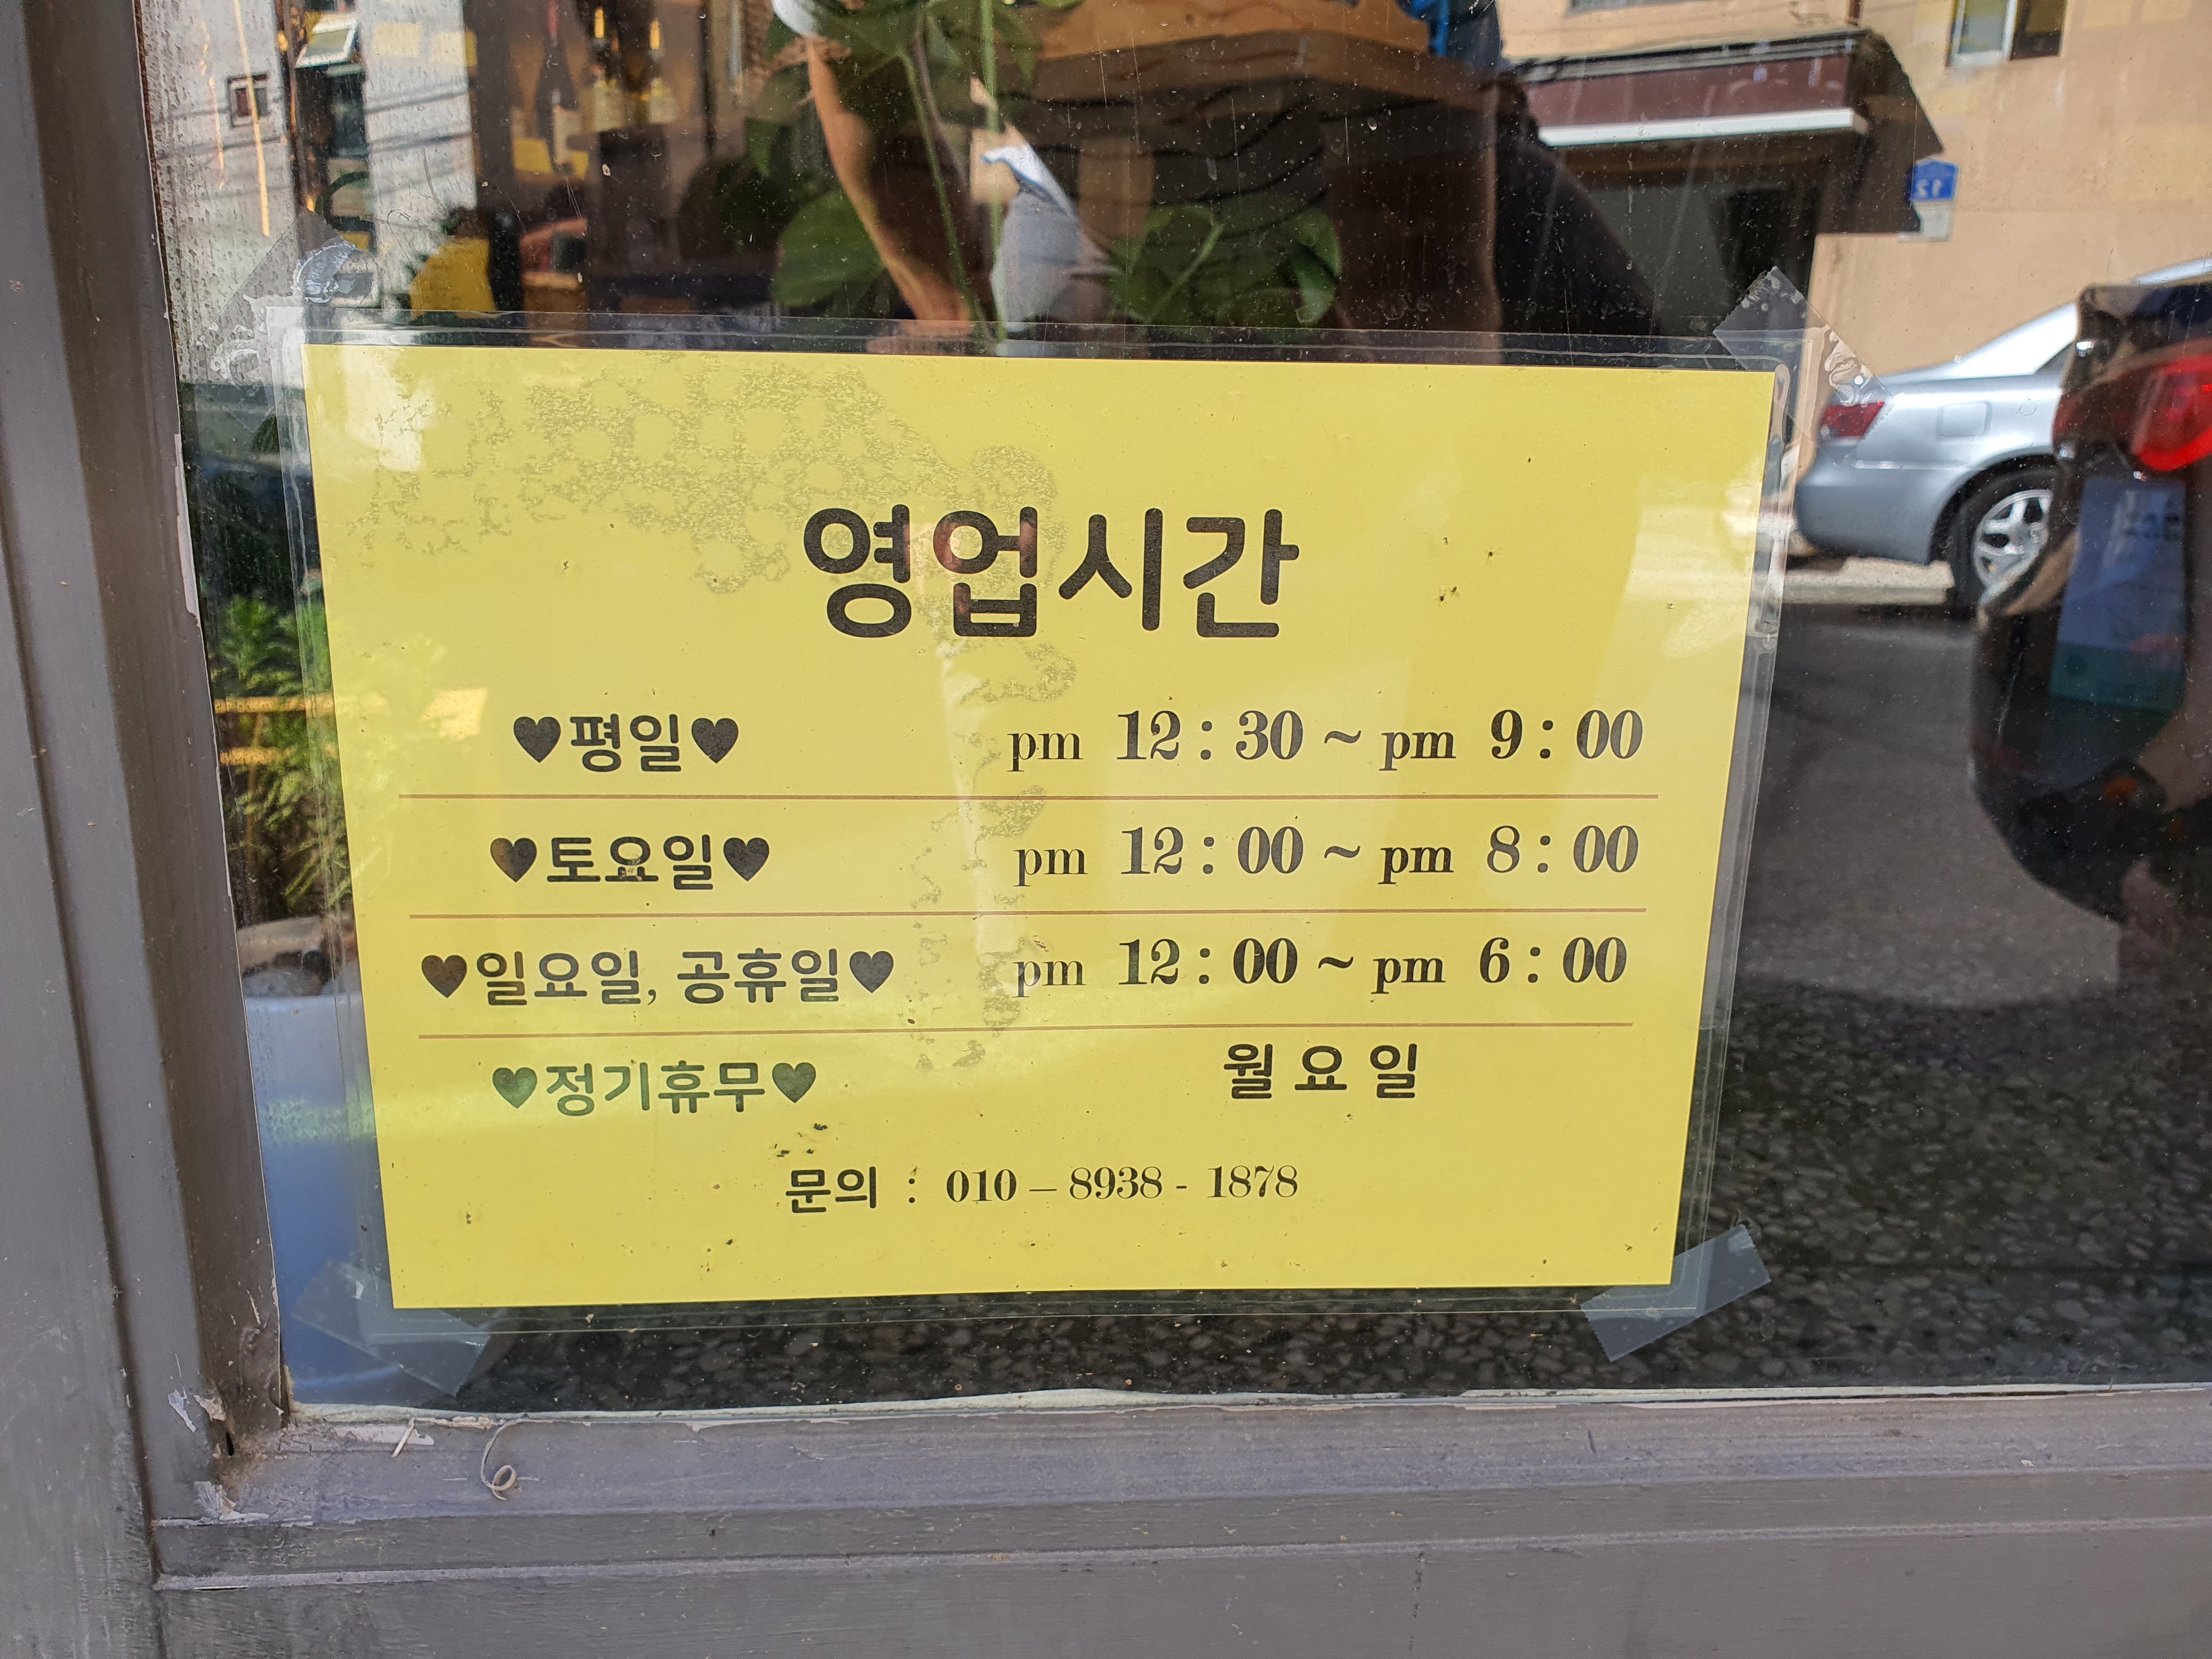 영업시간
♥평일♥ pm 12 : 30 ~ pm 9 : 00
♥토요일♥ pm 12 : 00 ~ pm 8 : 00
♥일요일, 공휴일♥ pm 12 : 00 ~ pm 6 : 00
♥정기휴무♥ 월 요 일
문의 : 010 – 8938 - 1878
12